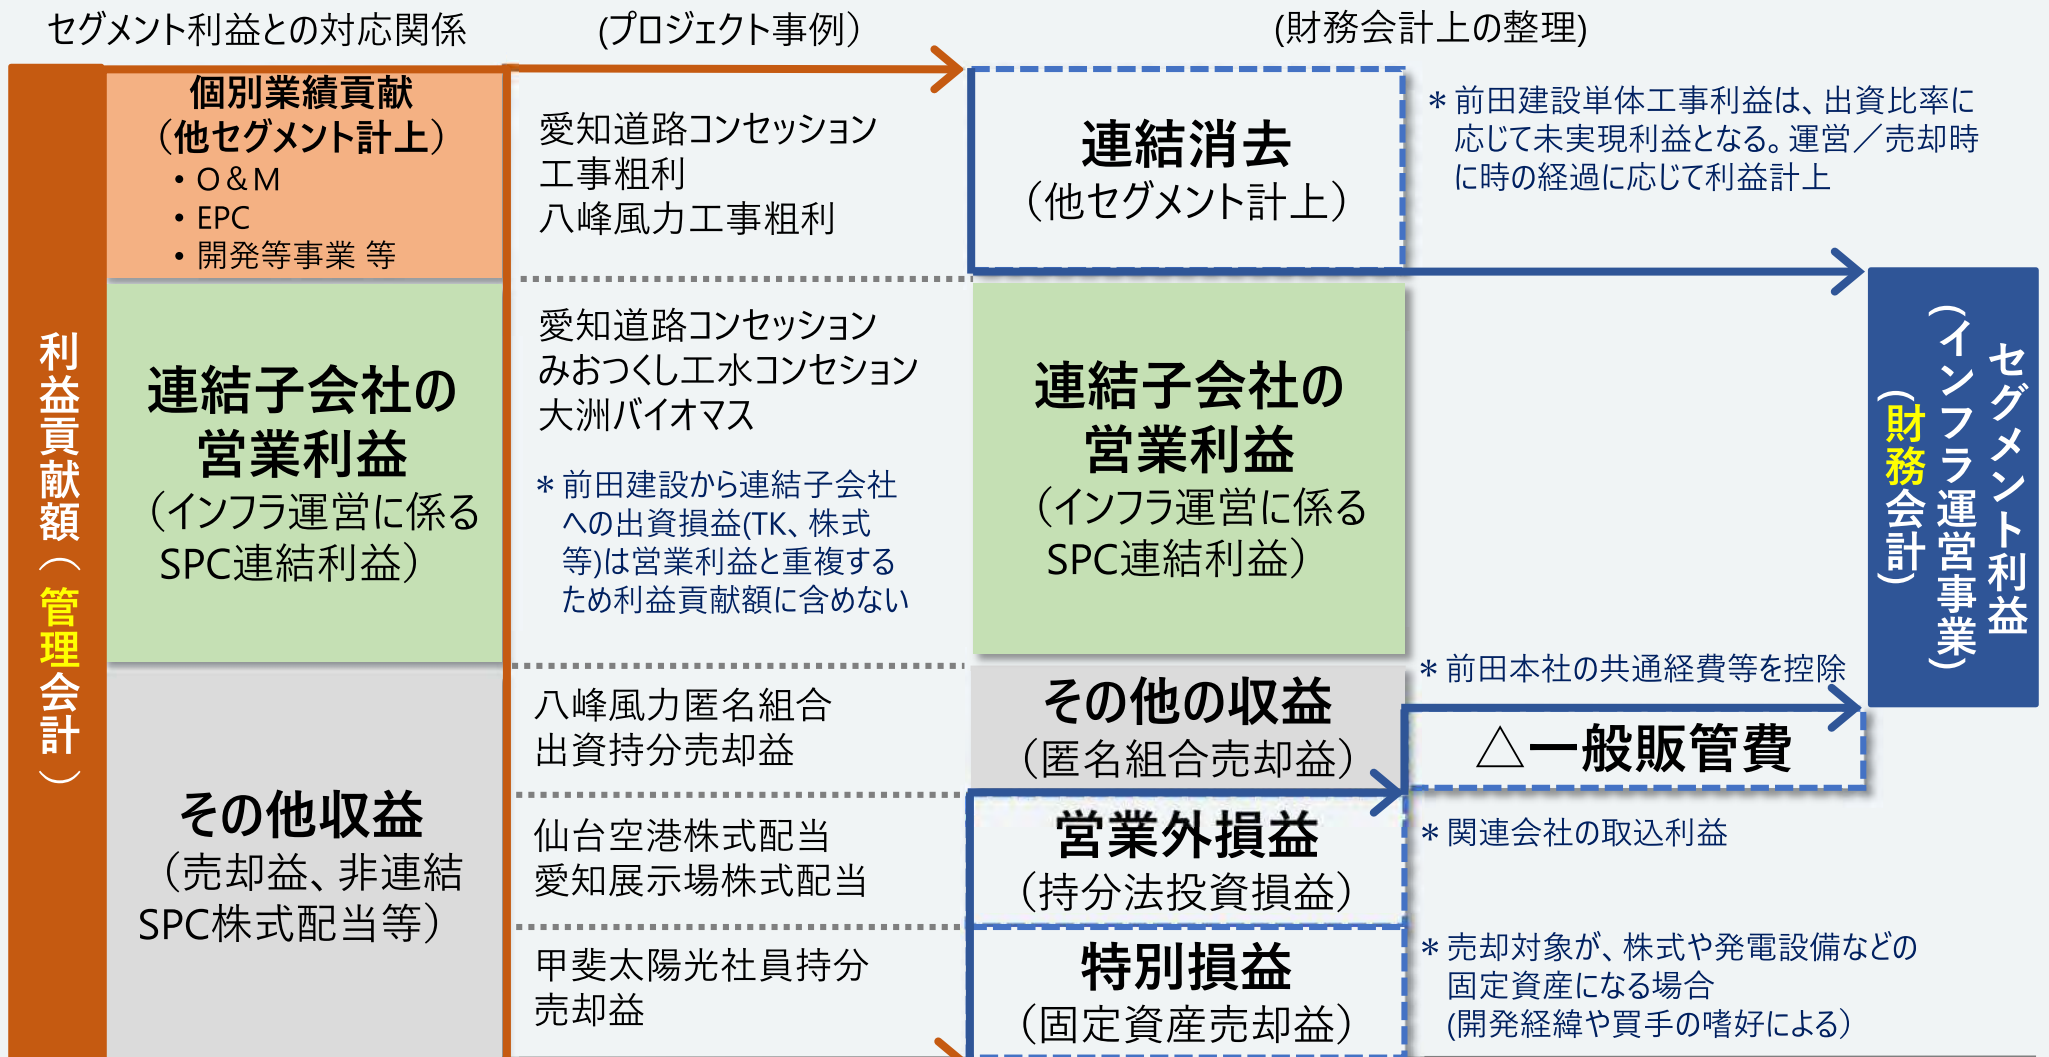 セグメント利益との対応関係
(プロジェクト事例)
(財務会計上の整理)
利益貢献額(管理会計)
個別業績貢献
(他セグメント計上)
・O&M
・EPC
・開発等事業 等
愛知道路コンセッション
工事粗利
八峰風力工事粗利
連結消去
(他セグメント計上)
*前田建設単体工事利益は、出資比率に
応じて未実現利益となる。運営/売却時
に時の経過に応じて利益計上
連結子会社の
営業利益
(インフラ運営に係る
SPC連結利益)
愛知道路コンセッション
みおつくし工水コンセション
大洲バイオマス
*前田建設から連結子会社
への出資損益(TK、株式
等)は営業利益と重複する
ため利益貢献額に含めない
連結子会社の
営業利益
(インフラ運営に係る
SPC連結利益)
セグメント利益
(インフラ運営事業)
(財務会計)
その他収益
(売却益、非連結
SPC株式配当等)
八峰風力匿名組合
出資持分売却益
その他の収益
(匿名組合売却益)
*前田本社の共通経費等を控除
△一般販管費
仙台空港株式配当
愛知展示場株式配当
営業外損益
(持分法投資損益)
*関連会社の取込利益
甲斐太陽光社員持分
売却益
特別損益
(固定資産売却益)
*売却対象が、株式や発電設備などの
固定資産になる場合
(開発経緯や買手の嗜好による)